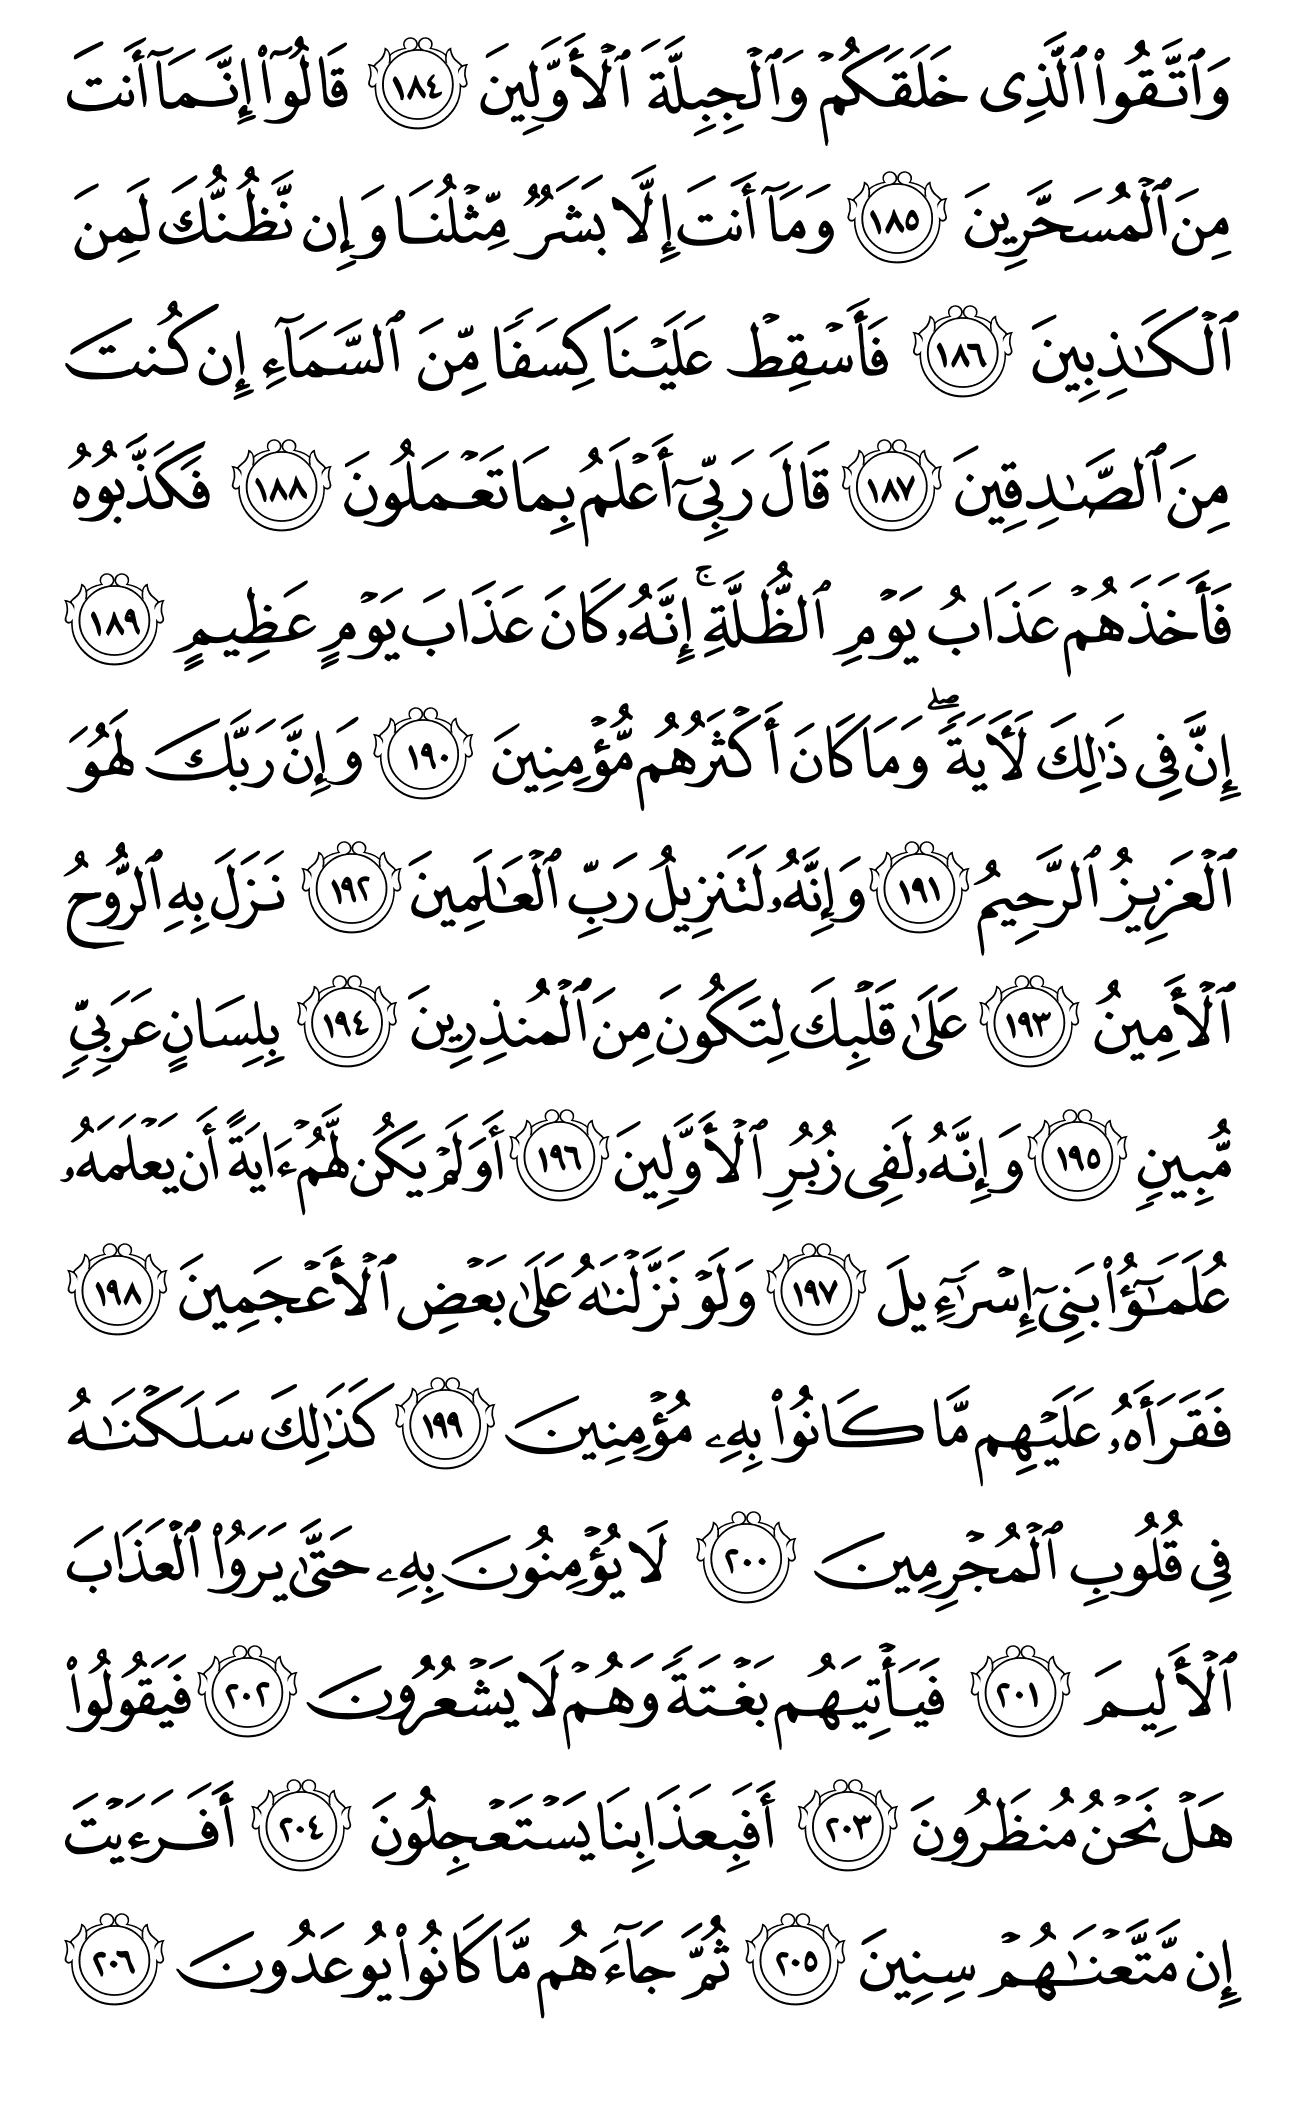 وَٱتَّقُوا۟ ٱلَّذِى خَلَقَكُمْ وَٱلْجِبِلَّةَ ٱلْأَوَّلِينَ ١٨٤ قَالُوٓا۟ إِنَّمَآ أَنتَ
مِنَ ٱلْمُسَحَّرِينَ ١٨٥ وَمَآ أَنتَ إِلَّا بَشَرٌ مِّثْلُنَا وَإِن نَّظُنُّكَ لَمِنَ
ٱلْكَـٰذِبِينَ ١٨٦ فَأَسْقِطْ عَلَيْنَا كِسَفًا مِّنَ ٱلسَّمَآءِ إِن كُنتَ
مِنَ ٱلصَّـٰدِقِينَ ١٨٧ قَالَ رَبِّىٓ أَعْلَمُ بِمَا تَعْمَلُونَ ١٨٨ فَكَذَّبُوهُ
فَأَخَذَهُمْ عَذَابُ يَوْمِ ٱلظُّلَّةِ ۚ إِنَّهُۥ كَانَ عَذَابَ يَوْمٍ عَظِيمٍ ١٨٩
إِنَّ فِى ذَٰلِكَ لَـَٔايَةً ۖ وَمَا كَانَ أَكْثَرُهُم مُّؤْمِنِينَ ١٩٠ وَإِنَّ رَبَّكَ لَهُوَ
ٱلْعَزِيزُ ٱلرَّحِيمُ ١٩١ وَإِنَّهُۥ لَتَنزِيلُ رَبِّ ٱلْعَـٰلَمِينَ ١٩٢ نَزَلَ بِهِ ٱلرُّوحُ
ٱلْأَمِينُ ١٩٣ عَلَىٰ قَلْبِكَ لِتَكُونَ مِنَ ٱلْمُنذِرِينَ ١٩٤ بِلِسَانٍ عَرَبِىٍّ
مُّبِينٍ ١٩٥ وَإِنَّهُۥ لَفِى زُبُرِ ٱلْأَوَّلِينَ ١٩٦ أَوَلَمْ يَكُن لَّهُمْ ءَايَةً أَن يَعْلَمَهُۥ
عُلَمَـٰٓؤُا۟ بَنِىٓ إِسْرَٰٓءِيلَ ١٩٧ وَلَوْ نَزَّلْنَـٰهُ عَلَىٰ بَعْضِ ٱلْأَعْجَمِينَ ١٩٨
فَقَرَأَهُۥ عَلَيْهِم مَّا كَانُوا۟ بِهِۦ مُؤْمِنِينَ ١٩٩ كَذَٰلِكَ سَلَكْنَـٰهُ
فِى قُلُوبِ ٱلْمُجْرِمِينَ ٢٠٠ لَا يُؤْمِنُونَ بِهِۦ حَتَّىٰ يَرَوُا۟ ٱلْعَذَابَ
ٱلْأَلِيمَ ٢٠١ فَيَأْتِيَهُم بَغْتَةً وَهُمْ لَا يَشْعُرُونَ ٢٠٢ فَيَقُولُوا۟
هَلْ نَحْنُ مُنظَرُونَ ٢٠٣ أَفَبِعَذَابِنَا يَسْتَعْجِلُونَ ٢٠٤ أَفَرَءَيْتَ
إِن مَّتَّعْنَـٰهُمْ سِنِينَ ٢٠٥ ثُمَّ جَآءَهُم مَّا كَانُوا۟ يُوعَدُونَ ٢٠٦